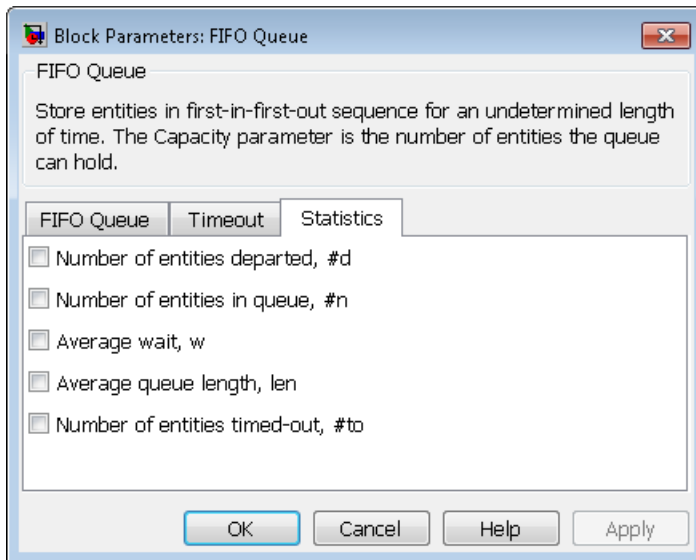 Block Parameters: FIFO Queue
FIFO Queue
Store entities in first-in-first-out sequence for an undetermined length
of time. The Capacity parameter is the number of entities the queue
can hold.
FIFO Queue Timeout Statistics
Number of entities departed, #d
Number of entities in queue, #n
Average wait, w
Average queue length, len
Number of entities timed-out, #to
OK Cancel Help Apply